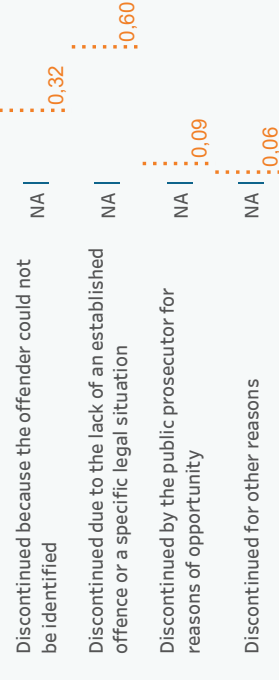 Discontinued because the offender could not
be identified
NA
0,32
Discontinued due to the lack of an established
offence or a specific legal situation
NA
0,60
Discontinued by the public prosecutor for
reasons of opportunity
NA
0,09
Discontinued for other reasons
NA
0,06